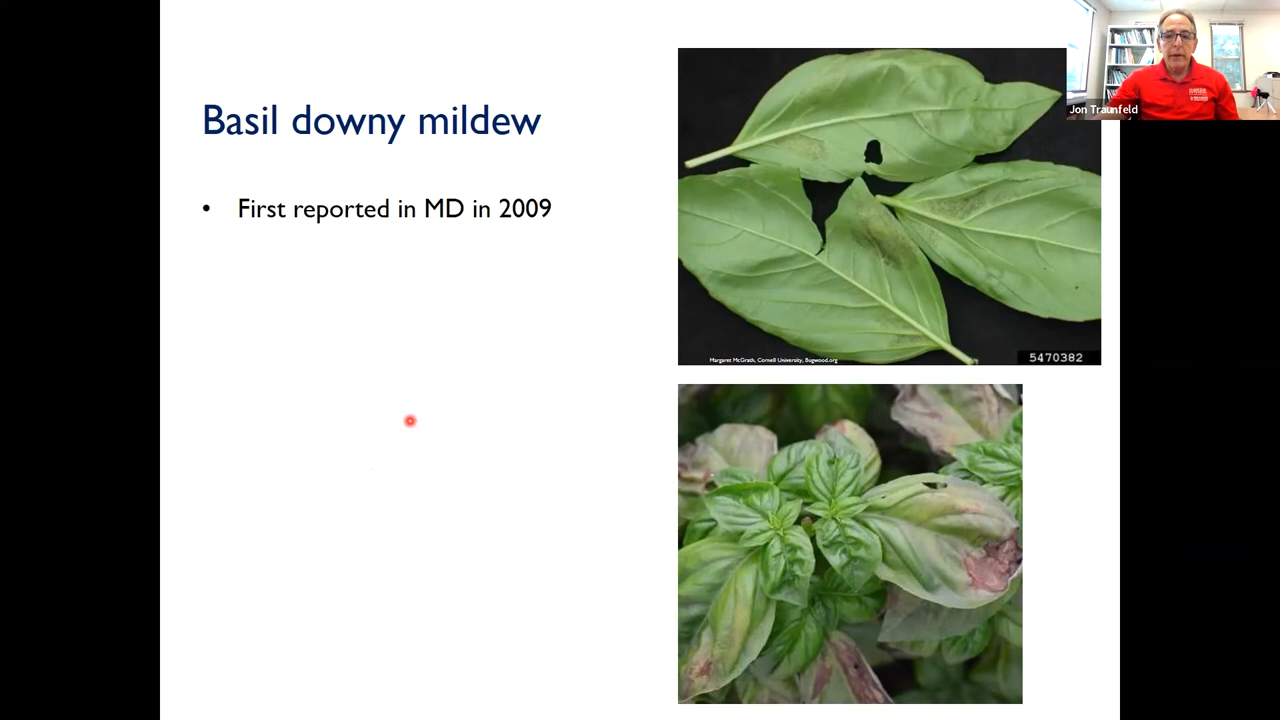 Basil downy mildew
• First reported in MD in 2009
Jon Traunfeld
Margaret McGrath, Cornell University, Bugwood.org
5470382